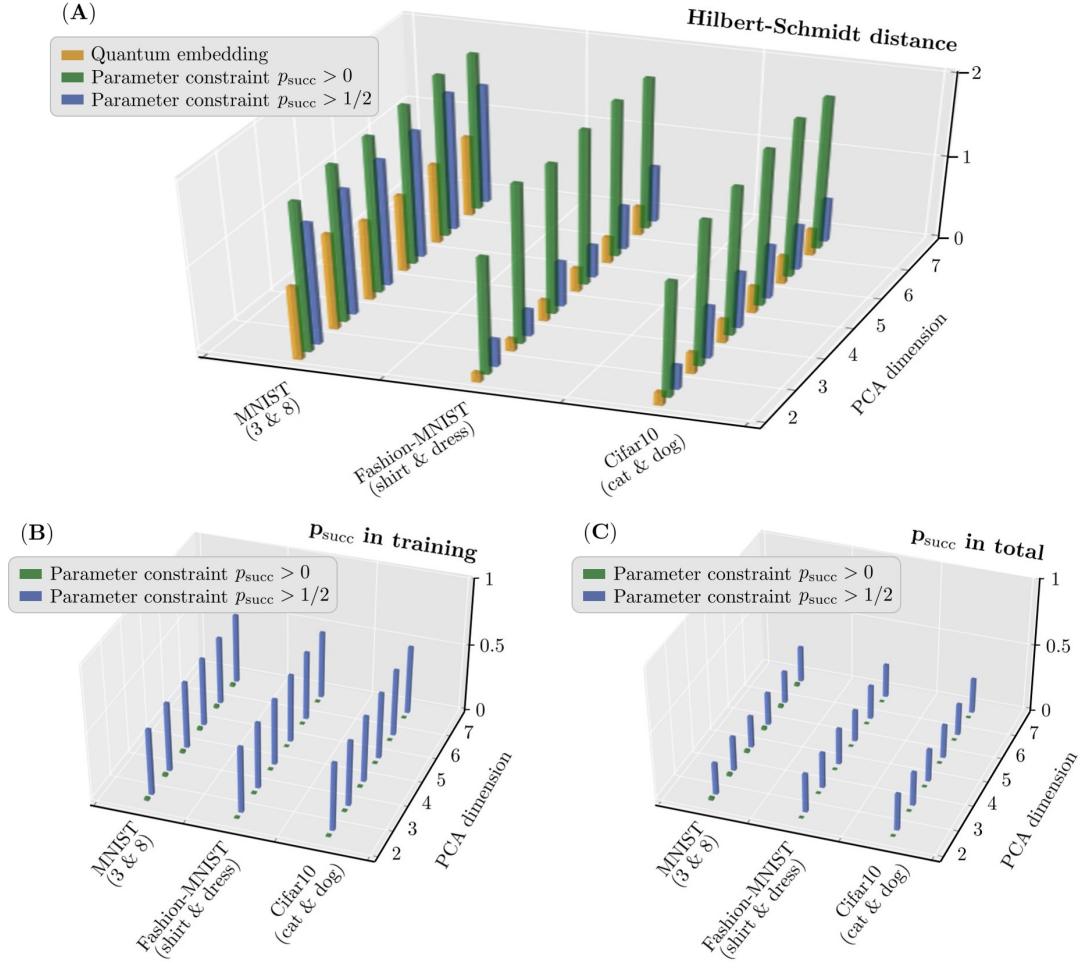 (A)
Hilbert-Schmidt distance
Quantum embedding
Parameter constraint p_succ > 0
Parameter constraint p_succ > 1/2
2
1
0
7
6
5
4
3
2
PCA dimension
MNIST
(3 & 8)
Fashion-MNIST
(shirt & dress)
Cifar10
(cat & dog)
(B)
p_succ in training
Parameter constraint p_succ > 0
Parameter constraint p_succ > 1/2
1
0.5
0
7
6
5
4
3
2
PCA dimension
MNIST
(3 & 8)
Fashion-MNIST
(shirt & dress)
Cifar10
(cat & dog)
(C)
p_succ in total
Parameter constraint p_succ > 0
Parameter constraint p_succ > 1/2
1
0.5
0
7
6
5
4
3
2
PCA dimension
MNIST
(3 & 8)
Fashion-MNIST
(shirt & dress)
Cifar10
(cat & dog)